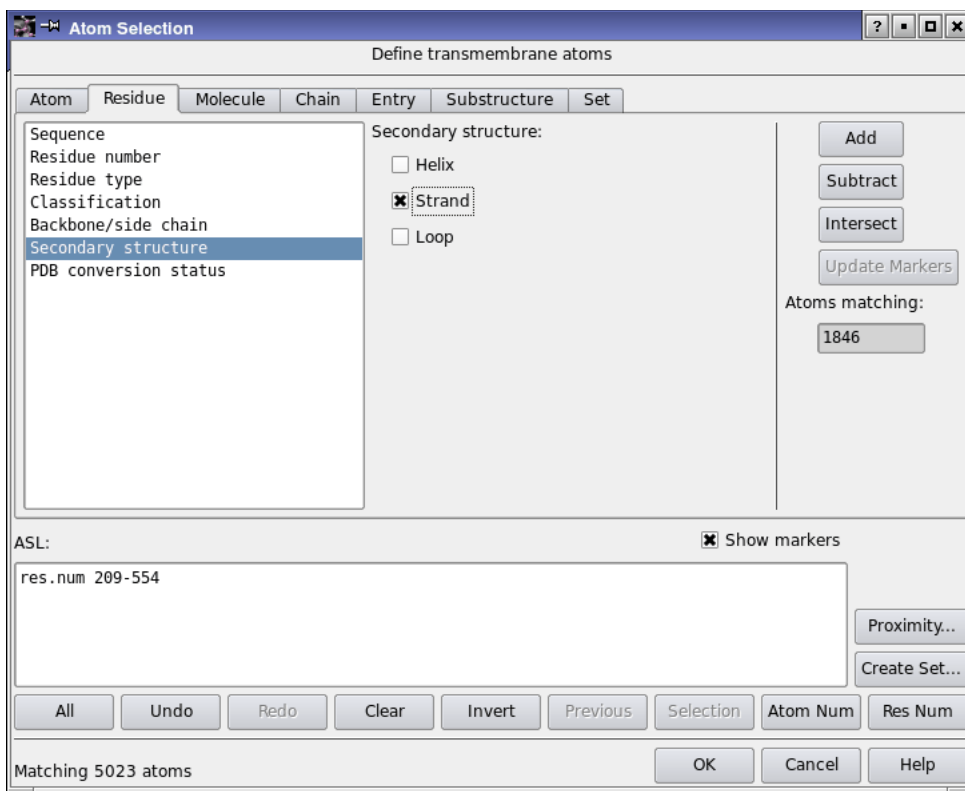 Atom Selection
Define transmembrane atoms
Atom Residue Molecule Chain Entry Substructure Set
Sequence
Residue number
Residue type
Classification
Backbone/side chain
Secondary structure
PDB conversion status
Secondary structure:
Helix
Strand
Loop
Add
Subtract
Intersect
Update Markers
Atoms matching:
1846
ASL:
Show markers
res.num 209-554
Proximity...
Create Set...
All Undo Redo Clear Invert Previous Selection Atom Num Res Num
Matching 5023 atoms
OK Cancel Help